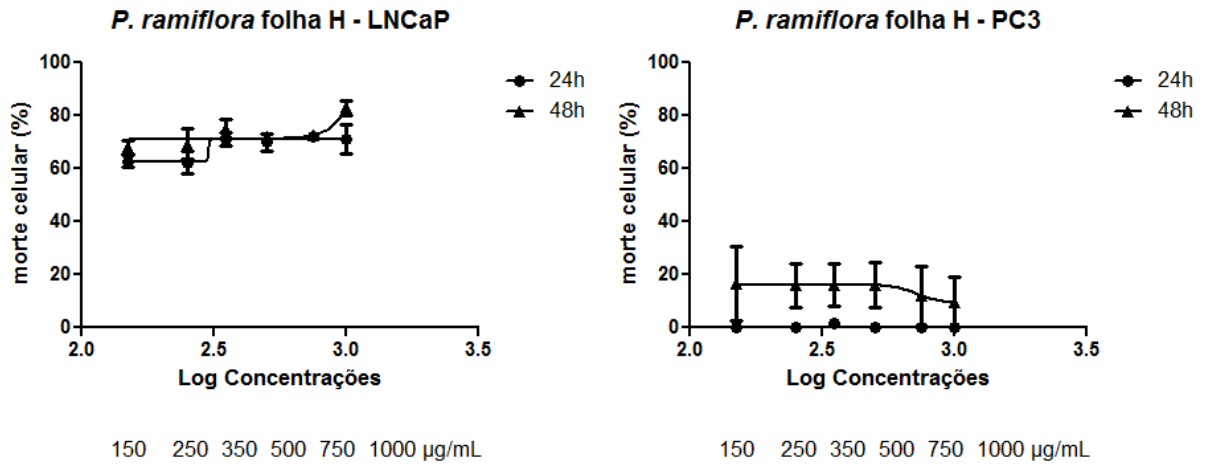 P. ramiflora folha H - LNCaP
morte celular (%)
100
80
60
40
20
0
2.0
2.5
3.0
3.5
Log Concentrações
24h
48h
150 250 350 500 750 1000 µg/mL
P. ramiflora folha H - PC3
morte celular (%)
100
80
60
40
20
0
2.0
2.5
3.0
3.5
Log Concentrações
24h
48h
150 250 350 500 750 1000 µg/mL